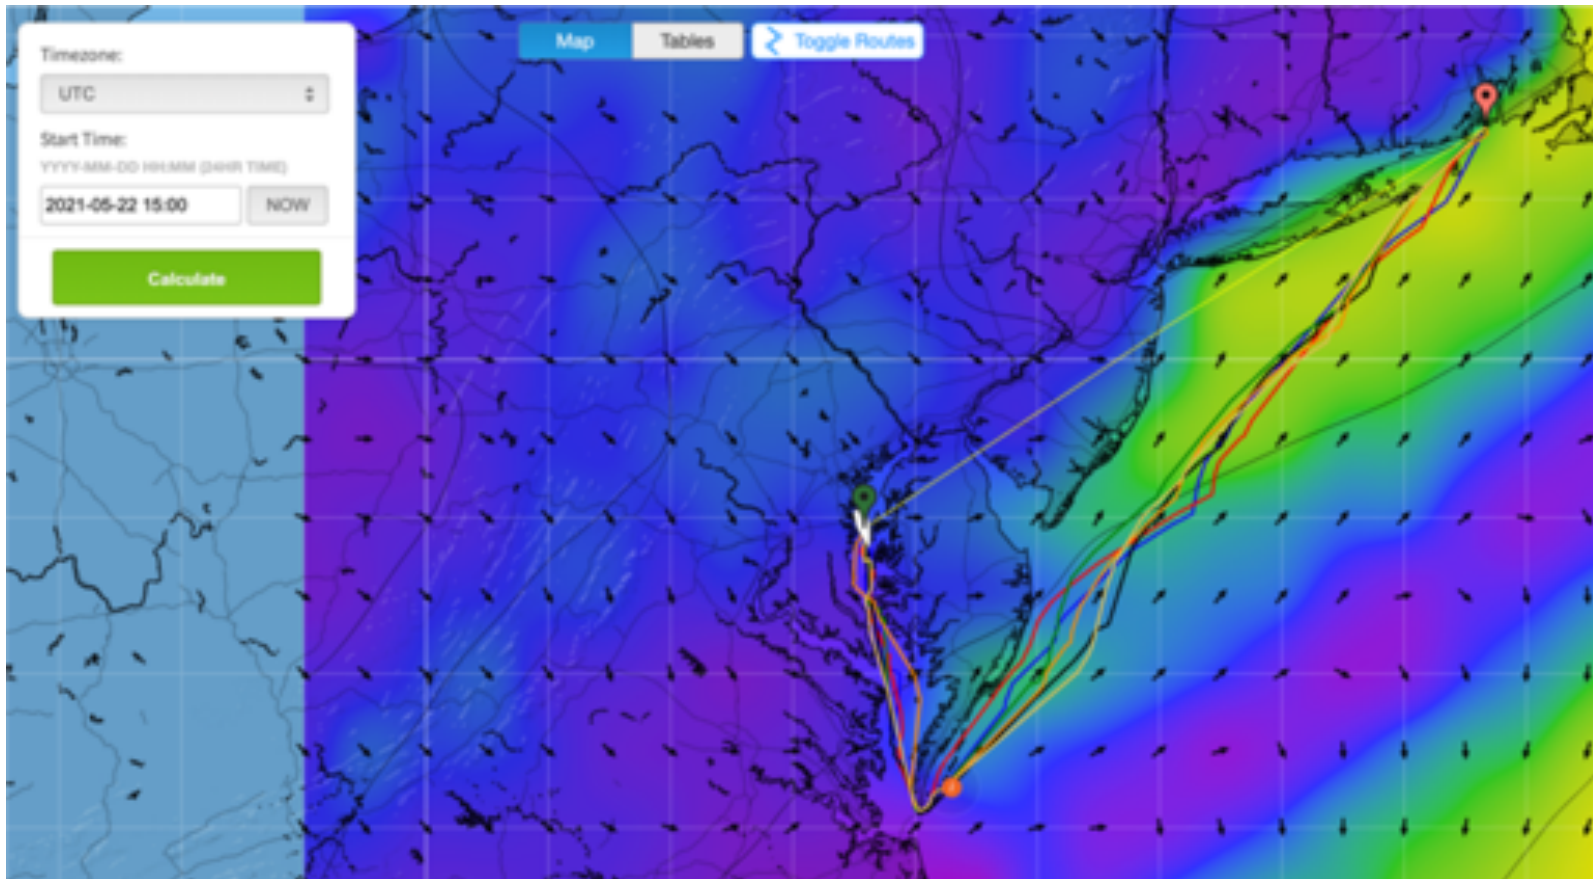 Map Tables Toggle Routes
Timezone:
UTC
Start Time:
YYYY-MM-DD HH:MM (24HR TIME)
2021-05-22 15:00 NOW
Calculate